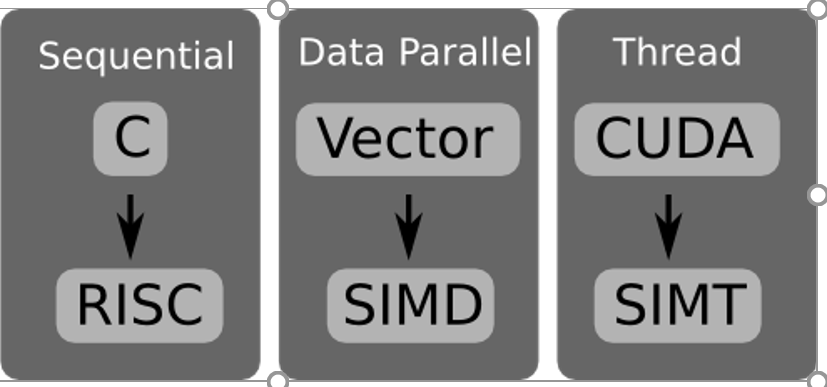 Sequential
C
RISC
Data Parallel
Vector
SIMD
Thread
CUDA
SIMT